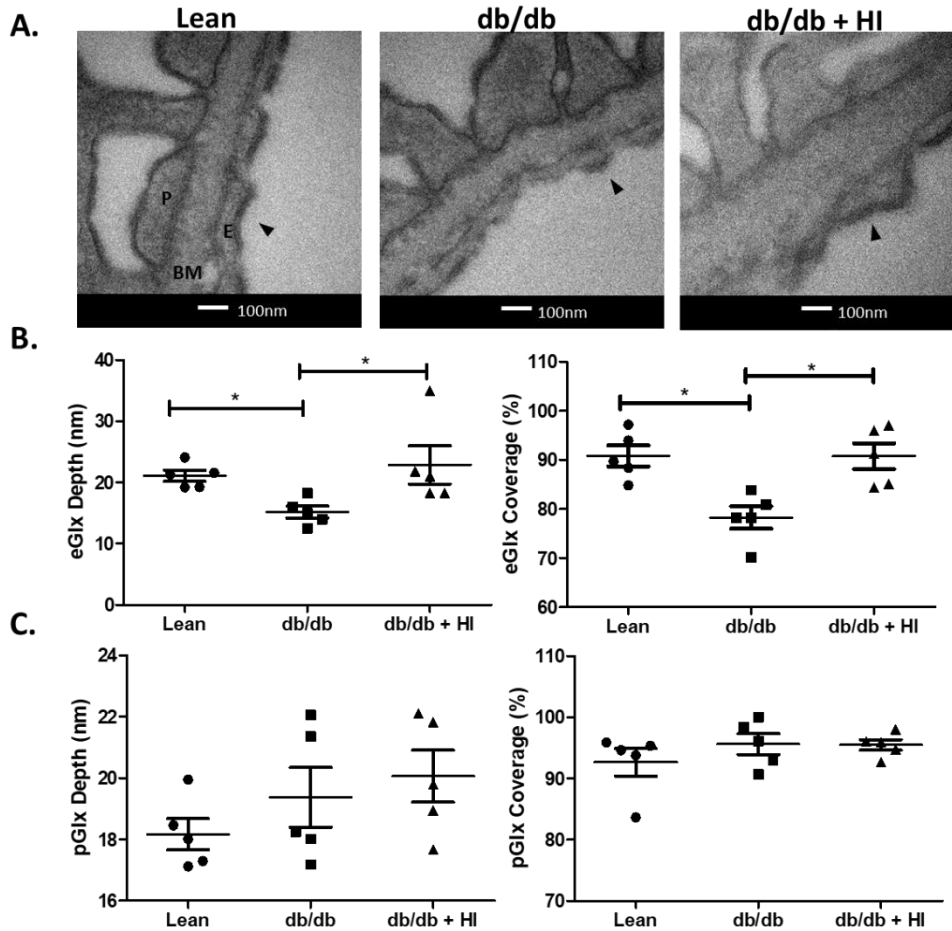 A.
Lean db/db db/db + HI
P
E
BM
100nm 100nm 100nm
B.
eGlx Depth (nm)
40
30
20
10
0
* *
Lean db/db db/db + HI
eGlx Coverage (%)
110
100
90
80
70
60
* *
Lean db/db db/db + HI
C.
pGlx Depth (nm)
24
22
20
18
16
Lean db/db db/db + HI
pGlx Coverage (%)
110
100
90
80
70
Lean db/db db/db + HI